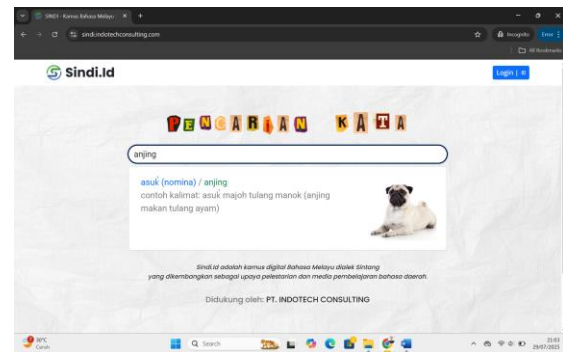 SINDI - Kamus Bahasa Melayu
sindi.indotechconsulting.com
Incognito
Error
All Bookmarks
Sindi.Id
Login
PENCARIAN KATA
anjing
asuk (nomina) / anjing
contoh kalimat: asuk majoh tulang manok (anjing
makan tulang ayam)
Sindi.Id adalah kamus digital Bahasa Melayu dialek Sintang
yang dikembangkan sebagai upaya pelestarian dan media pembelajaran bahasa daerah.
Didukung oleh: PT. INDOTECH CONSULTING
30°C
Cerah
Search
21:03
29/07/2025